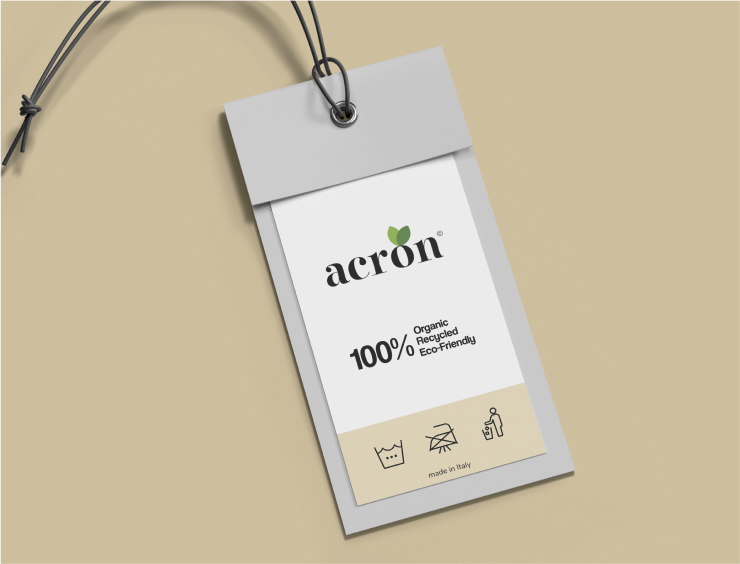 acron©
100%
Organic
Recycled
Eco-Friendly
made in Italy